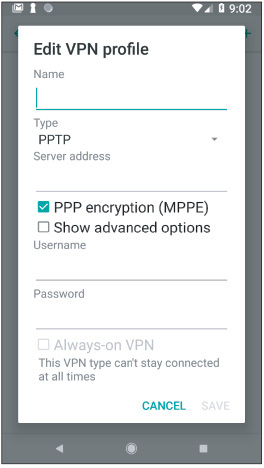 9:02
Edit VPN profile
Name
Type
PPTP
Server address
PPP encryption (MPPE)
Show advanced options
Username
Password
Always-on VPN
This VPN type can't stay connected
at all times
CANCEL SAVE